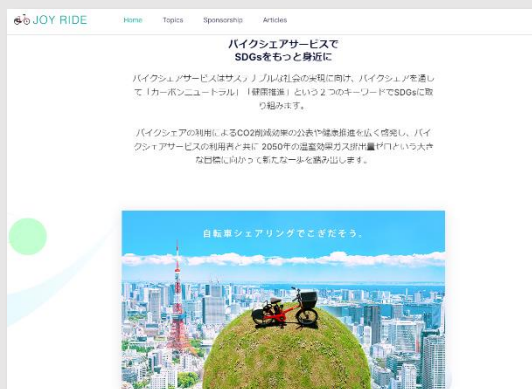 JOY RIDE
Home Topics Sponsorship Articles
バイクシェアサービスで
SDGsをもっと身近に
バイクシェアサービスはサステナブルな社会の実現に向け、バイクシェアを通し
て「カーボンニュートラル」「健康推進」という２つのキーワードでSDGsに取
り組みます。
バイクシェアの利用によるCO2削減効果の公表や健康推進を広く啓発し、バイ
クシェアサービスの利用者と共に 2050年の温室効果ガス排出量ゼロという大き
な目標に向かって新たな一歩を踏み出します。
自転車シェアリングでこぎだそう。